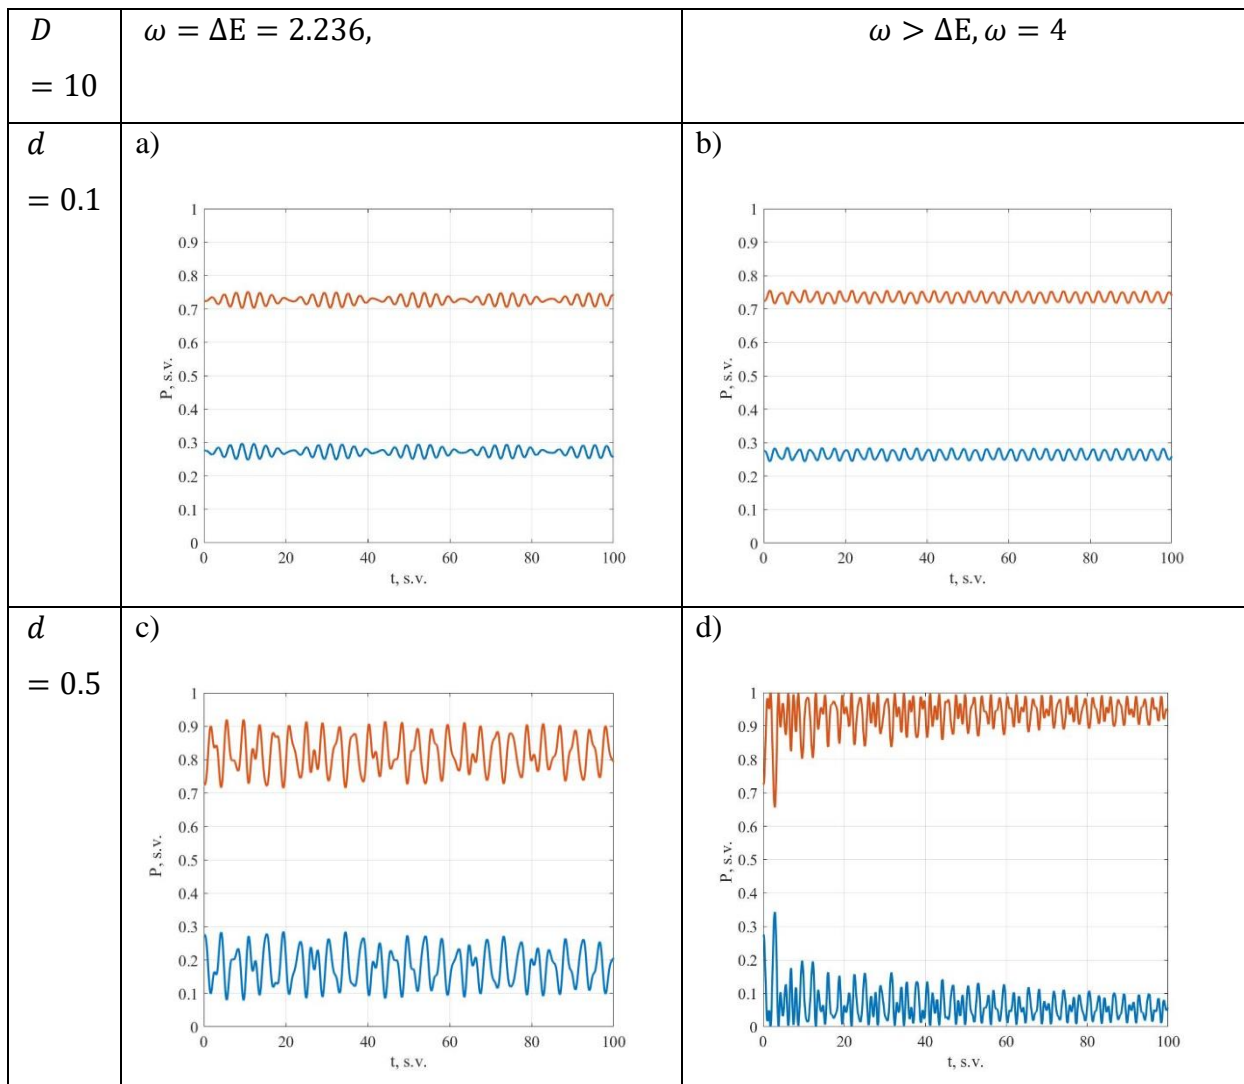 𝐷
= 10
𝜔 = ΔE = 2.236,
𝜔 > ΔE, 𝜔 = 4
𝑑
= 0.1
a)
1
0.9
0.8
0.7
0.6
0.5
0.4
0.3
0.2
0.1
0
P, s.v.
0 20 40 60 80 100
t, s.v.
b)
1
0.9
0.8
0.7
0.6
0.5
0.4
0.3
0.2
0.1
0
P, s.v.
0 20 40 60 80 100
t, s.v.
𝑑
= 0.5
c)
1
0.9
0.8
0.7
0.6
0.5
0.4
0.3
0.2
0.1
0
P, s.v.
0 20 40 60 80 100
t, s.v.
d)
1
0.9
0.8
0.7
0.6
0.5
0.4
0.3
0.2
0.1
0
P, s.v.
0 20 40 60 80 100
t, s.v.